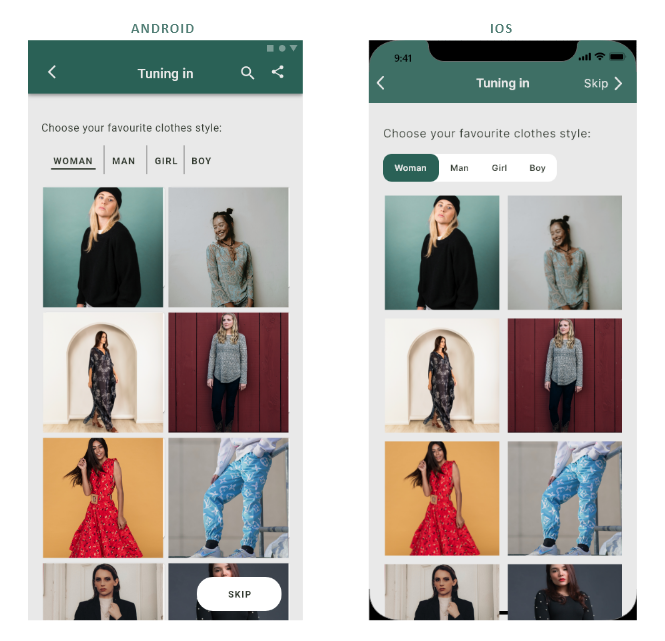 ANDROID
IOS
Tuning in
Choose your favourite clothes style:
WOMAN MAN GIRL BOY
SKIP
9:41
Tuning in Skip
Choose your favourite clothes style:
Woman Man Girl Boy